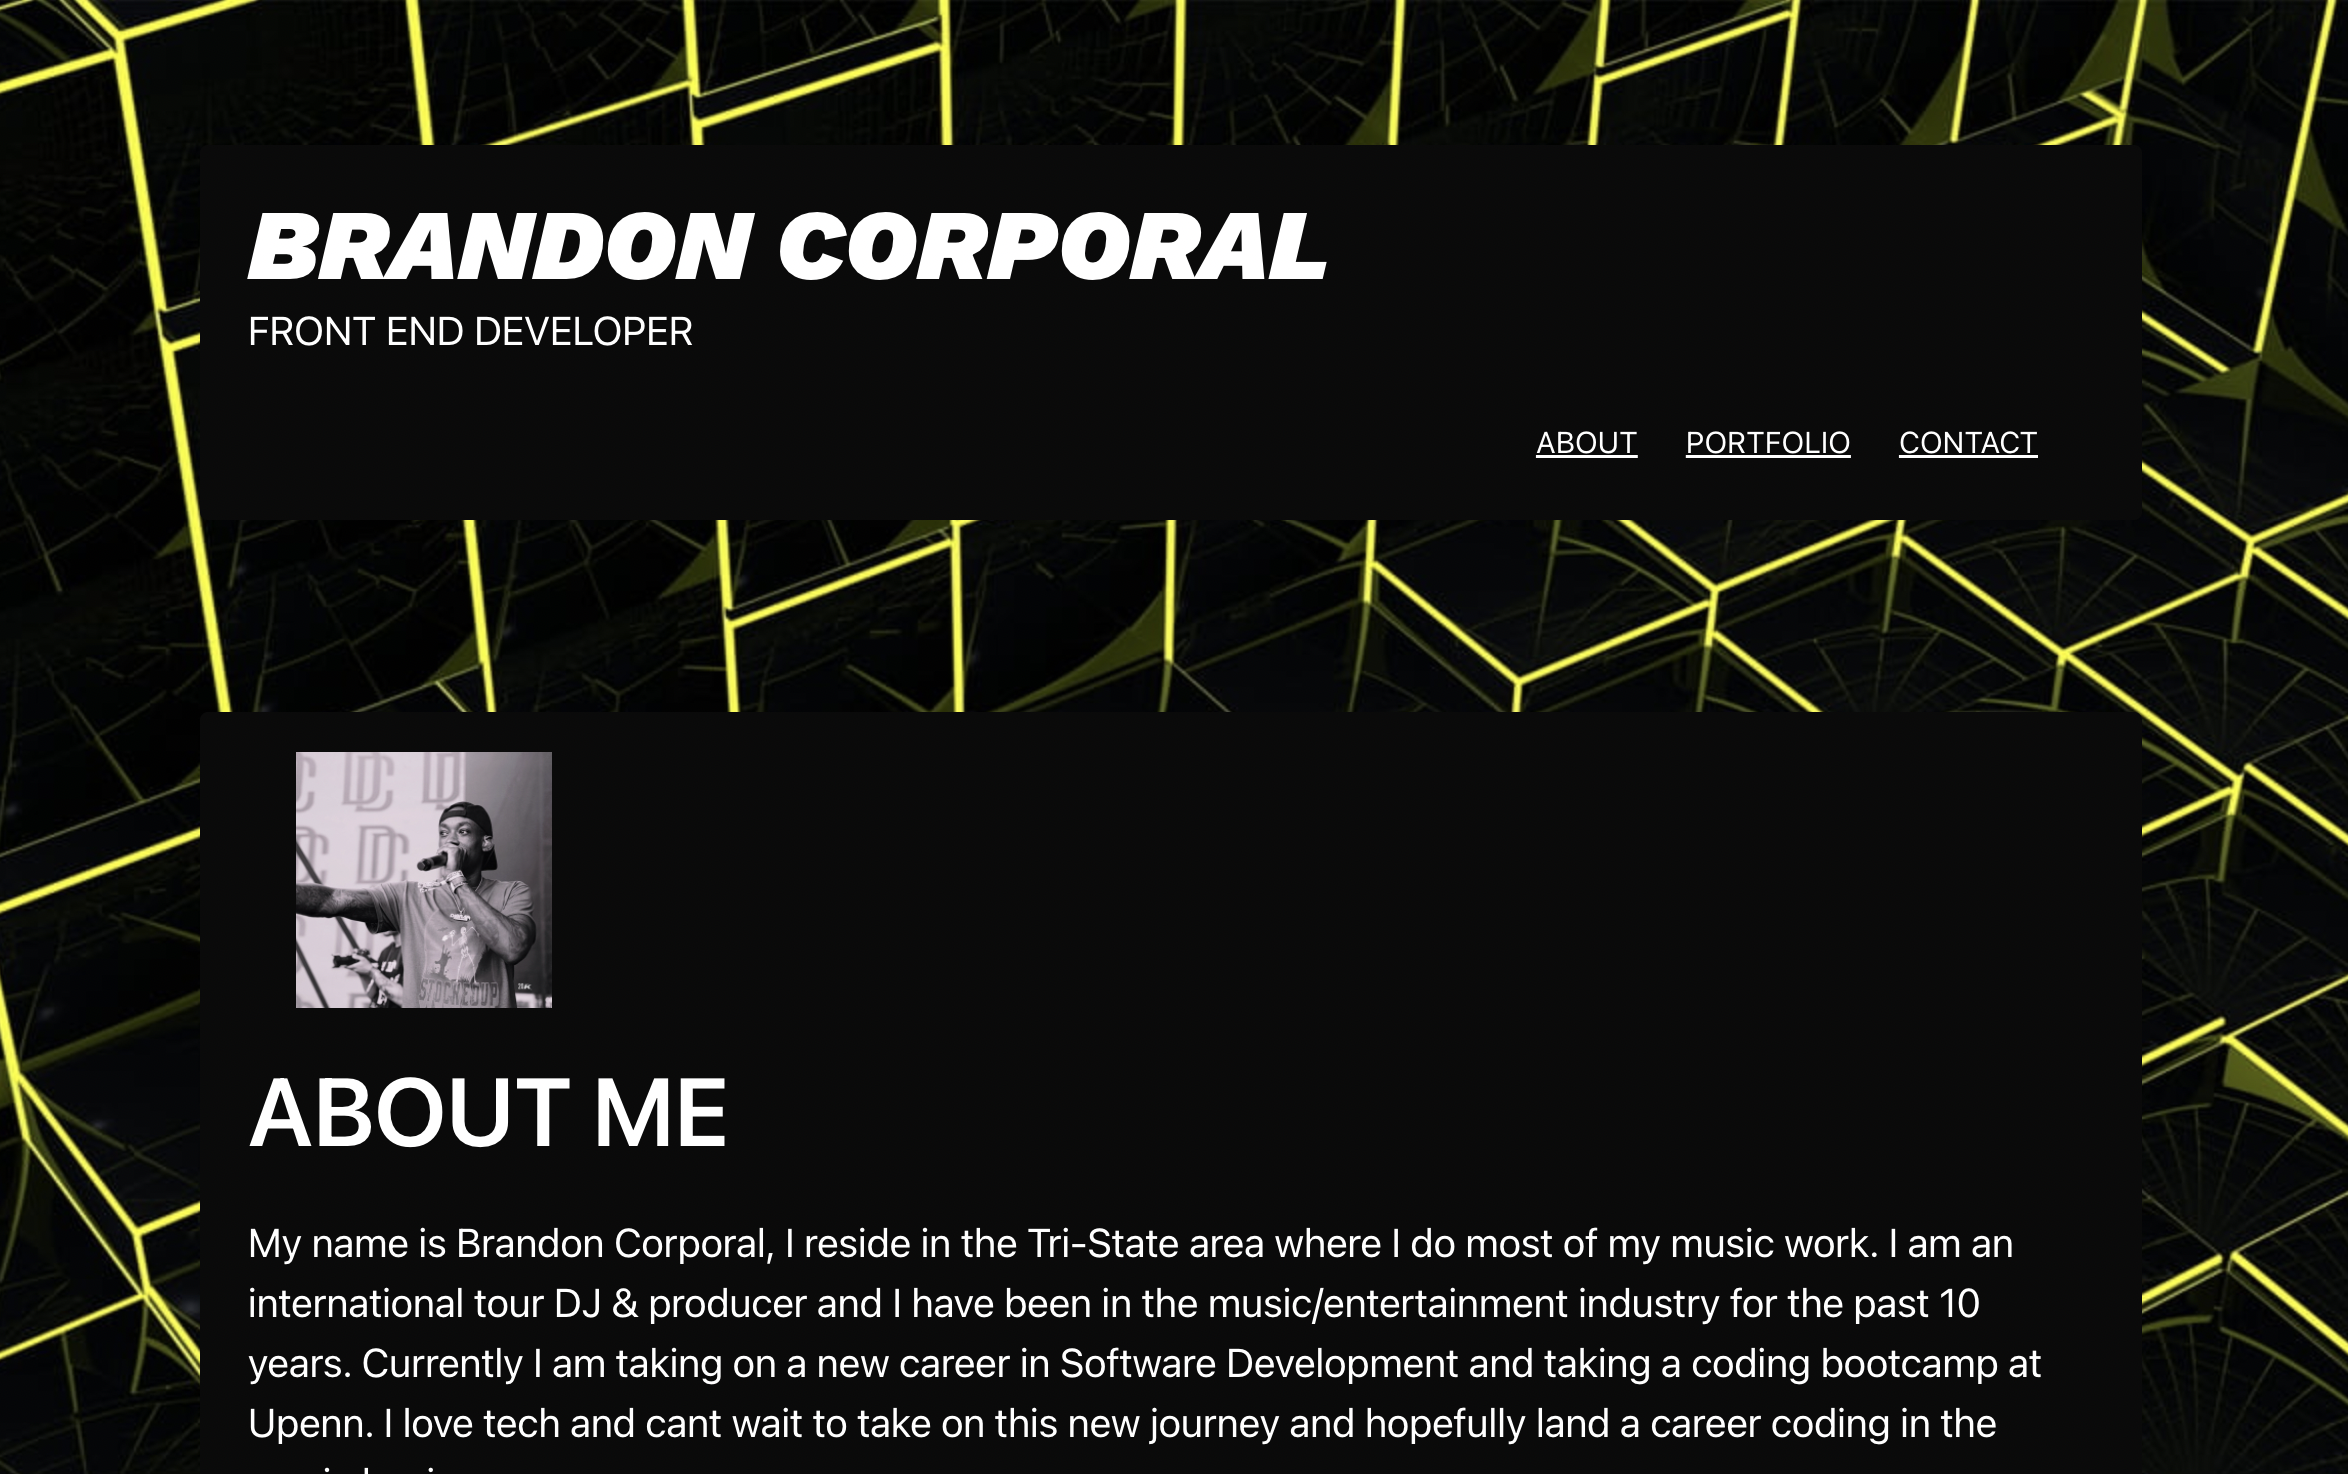 BRANDON CORPORAL
FRONT END DEVELOPER
ABOUT PORTFOLIO CONTACT
DC
DC
ABOUT ME
My name is Brandon Corporal, I reside in the Tri-State area where I do most of my music work. I am an
international tour DJ & producer and I have been in the music/entertainment industry for the past 10
years. Currently I am taking on a new career in Software Development and taking a coding bootcamp at
Upenn. I love tech and cant wait to take on this new journey and hopefully land a career coding in the